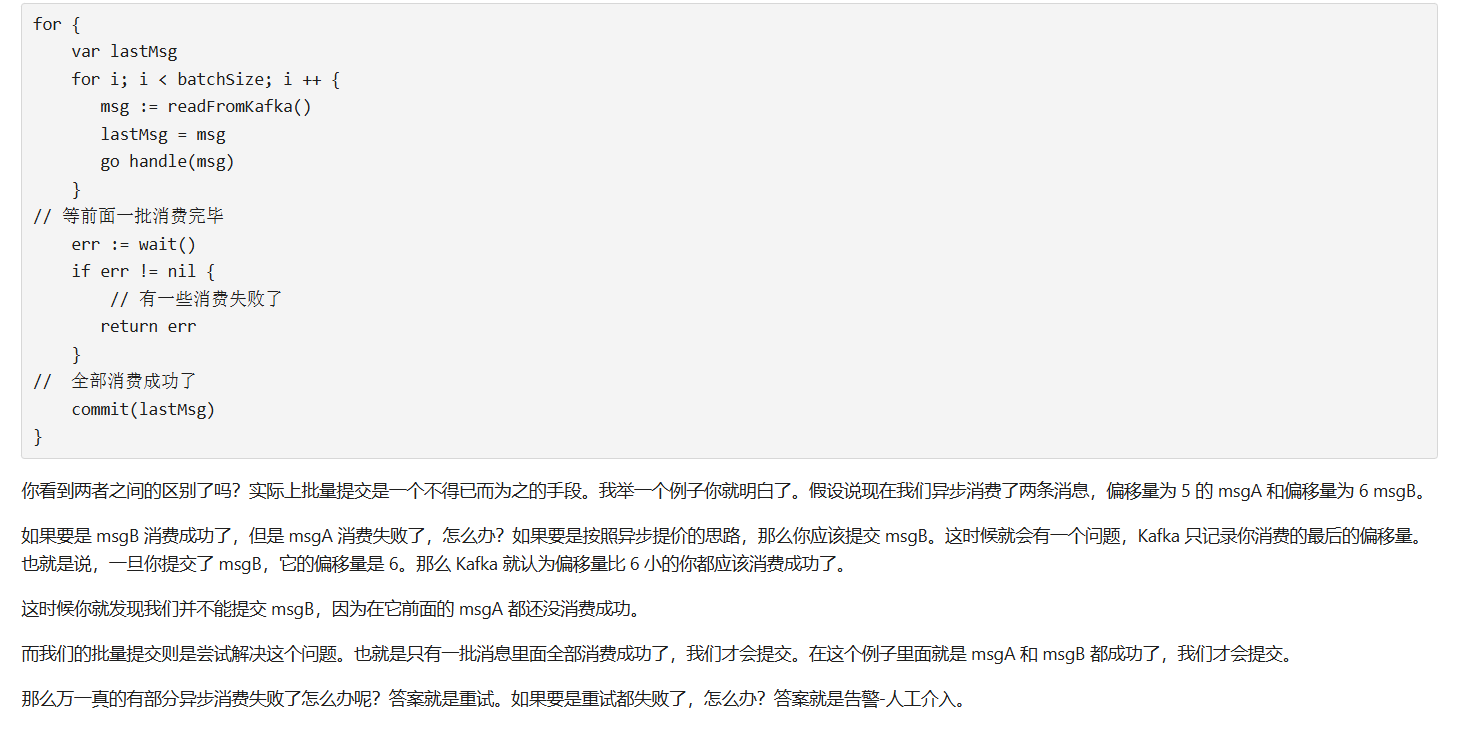 for {
    var lastMsg
    for i; i < batchSize; i ++ {
       msg := readFromKafka()
       lastMsg = msg
       go handle(msg)
    }
// 等前面一批消费完毕
    err := wait()
    if err != nil {
        // 有一些消费失败了
       return err
    }
//  全部消费成功了
    commit(lastMsg)
}
你看到两者之间的区别了吗？实际上批量提交是一个不得已而为之的手段。我举一个例子你就明白了。假设说现在我们异步消费了两条消息，偏移量为 5 的 msgA 和偏移量为 6 msgB。
如果要是 msgB 消费成功了，但是 msgA 消费失败了，怎么办？如果要是按照异步提价的思路，那么你应该提交 msgB。这时候就会有一个问题，Kafka 只记录你消费的最后的偏移量。
也就是说，一旦你提交了 msgB，它的偏移量是 6。那么 Kafka 就认为偏移量比 6 小的你都应该消费成功了。
这时候你就发现我们并不能提交 msgB，因为在它前面的 msgA 都还没消费成功。
而我们的批量提交则是尝试解决这个问题。也就是只有一批消息里面全部消费成功了，我们才会提交。在这个例子里面就是 msgA 和 msgB 都成功了，我们才会提交。
那么万一真的有部分异步消费失败了怎么办呢？答案就是重试。如果要是重试都失败了，怎么办？答案就是告警-人工介入。